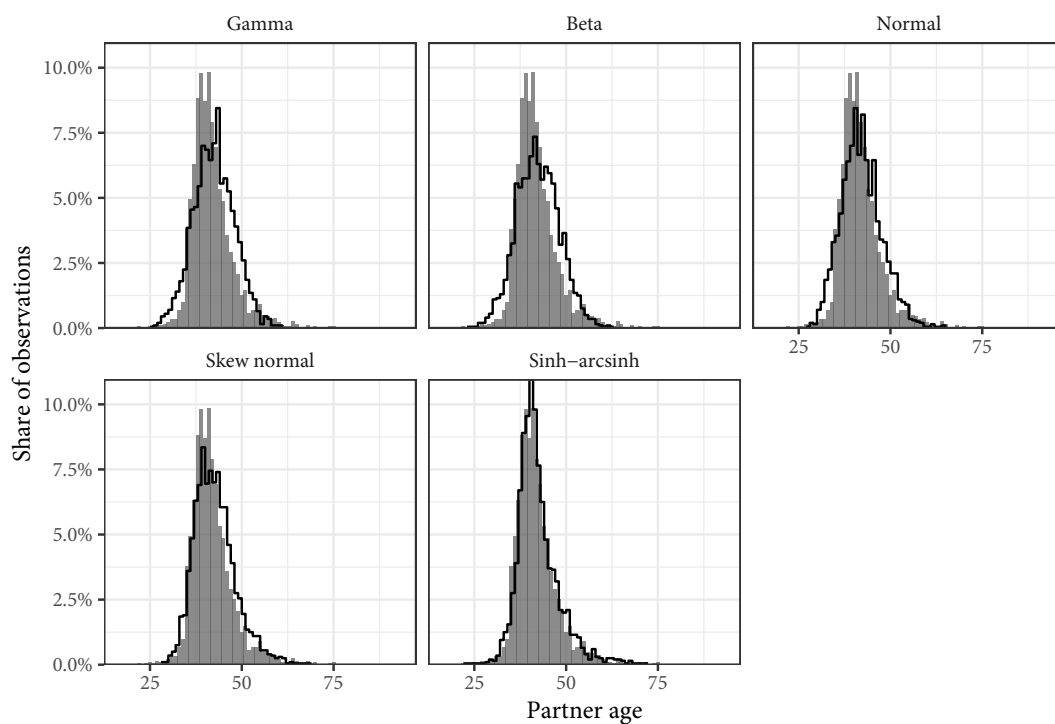 Gamma
Beta
Normal
10.0%
7.5%
5.0%
2.5%
0.0%
25
50
75
Skew normal
Sinh−arcsinh
10.0%
7.5%
5.0%
2.5%
0.0%
25
50
75
25
50
75
Share of observations
Partner age